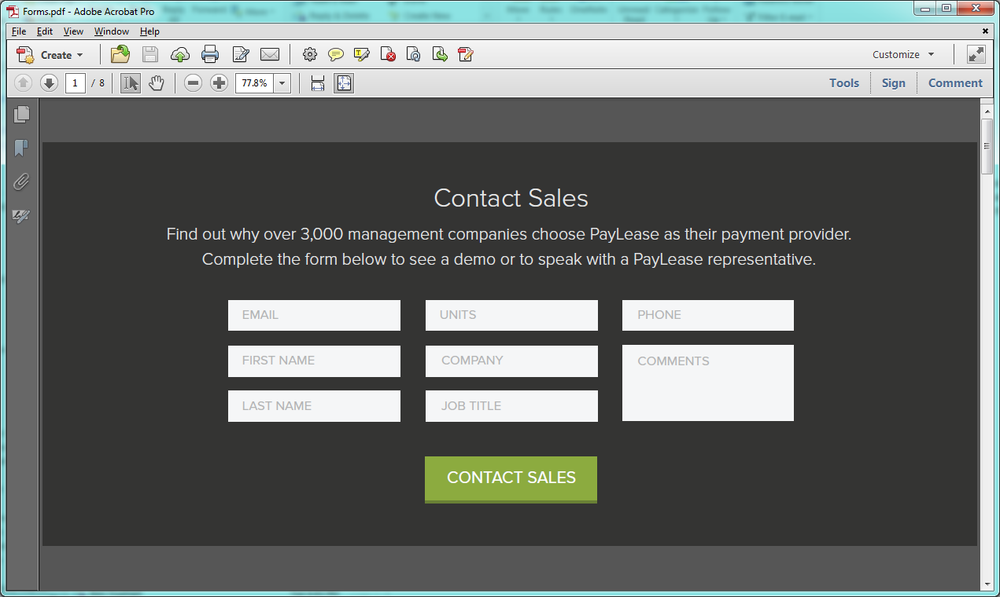 Forms.pdf - Adobe Acrobat Pro
File Edit View Window Help
Create Customize
1 / 8 77.8% Tools Sign Comment
Contact Sales
Find out why over 3,000 management companies choose PayLease as their payment provider.
Complete the form below to see a demo or to speak with a PayLease representative.
EMAIL UNITS PHONE
FIRST NAME COMPANY COMMENTS
LAST NAME JOB TITLE
CONTACT SALES